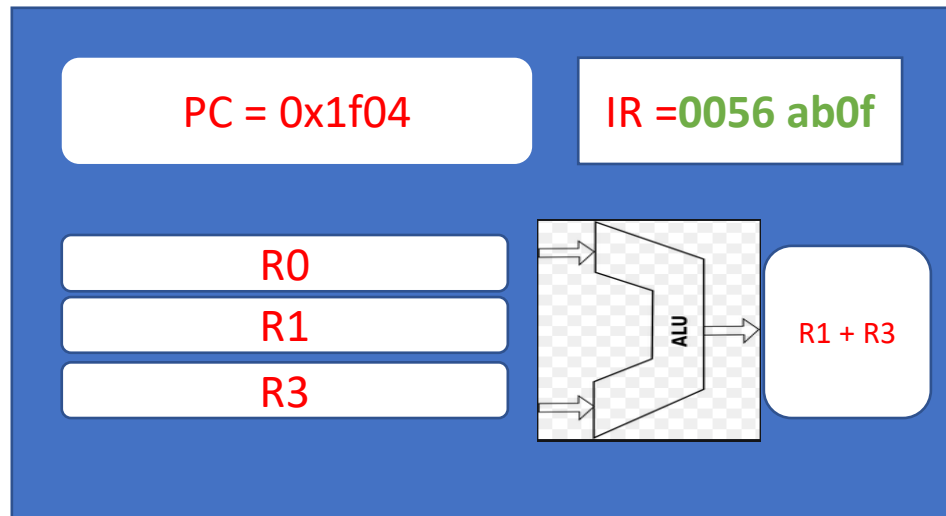 PC = 0x1f04
IR =0056 ab0f
R0
R1
R3
ALU
R1 + R3